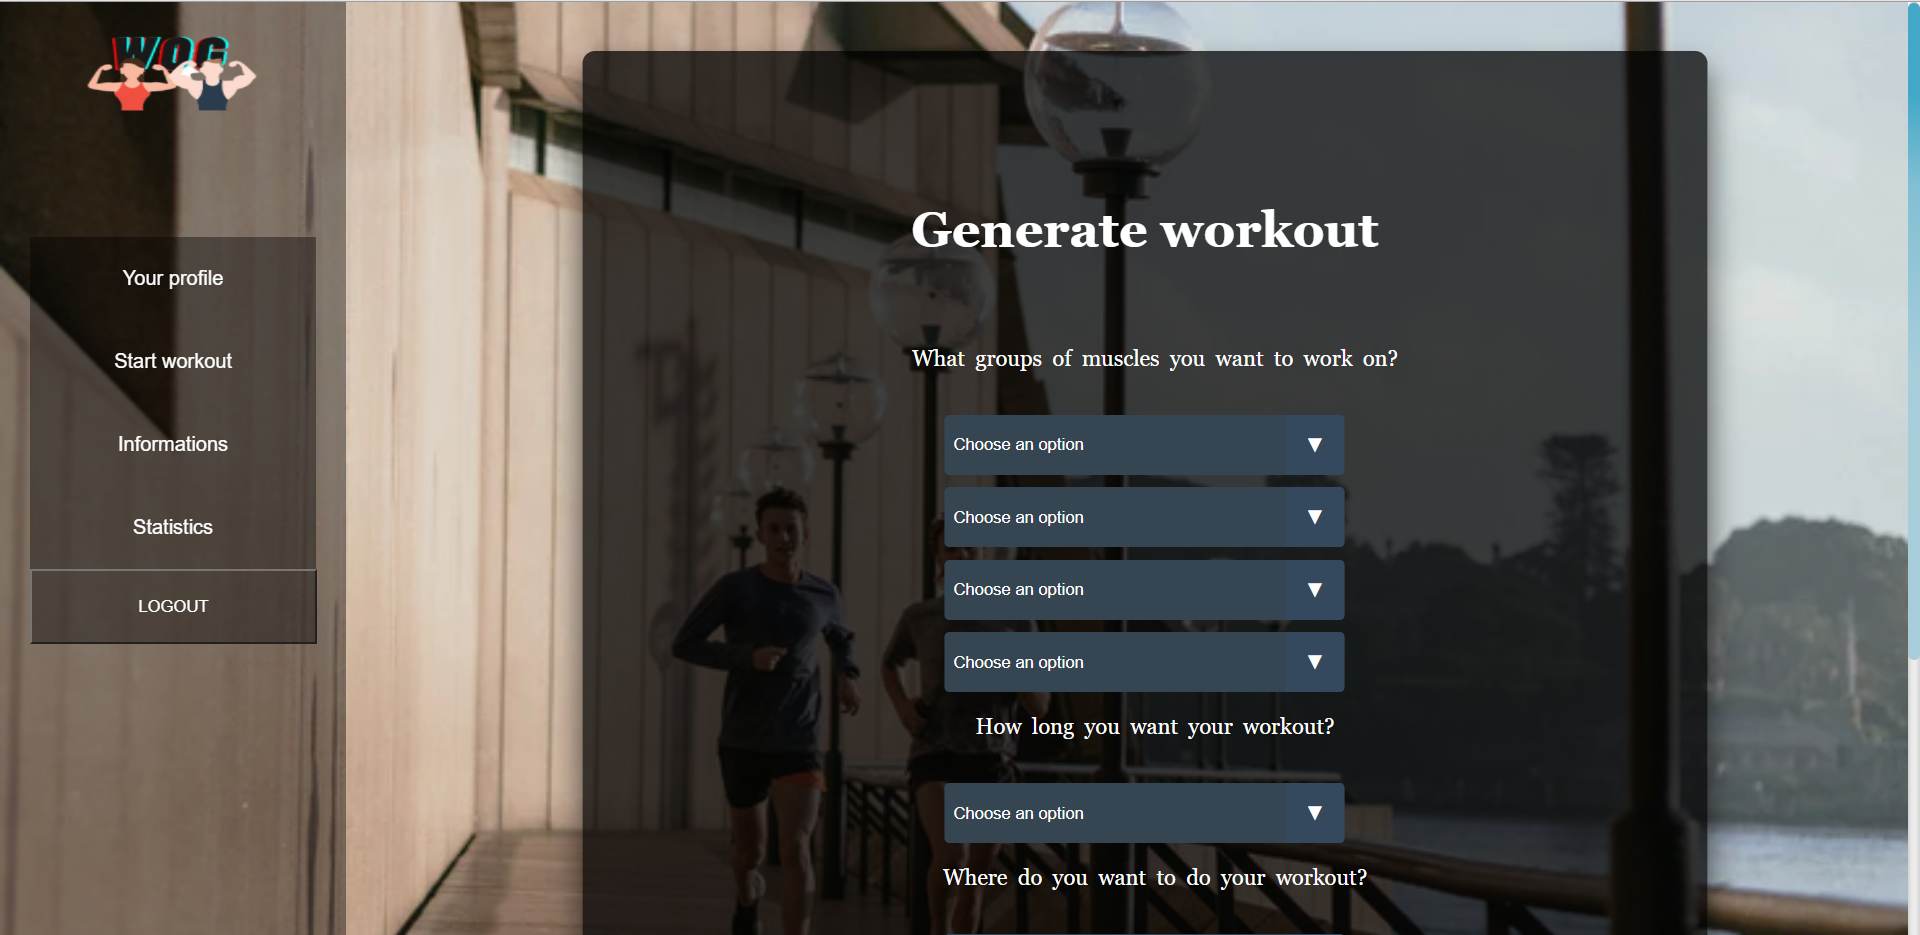 WOG
Your profile
Start workout
Informations
Statistics
LOGOUT
Generate workout
What groups of muscles you want to work on?
Choose an option
Choose an option
Choose an option
Choose an option
How long you want your workout?
Choose an option
Where do you want to do your workout?